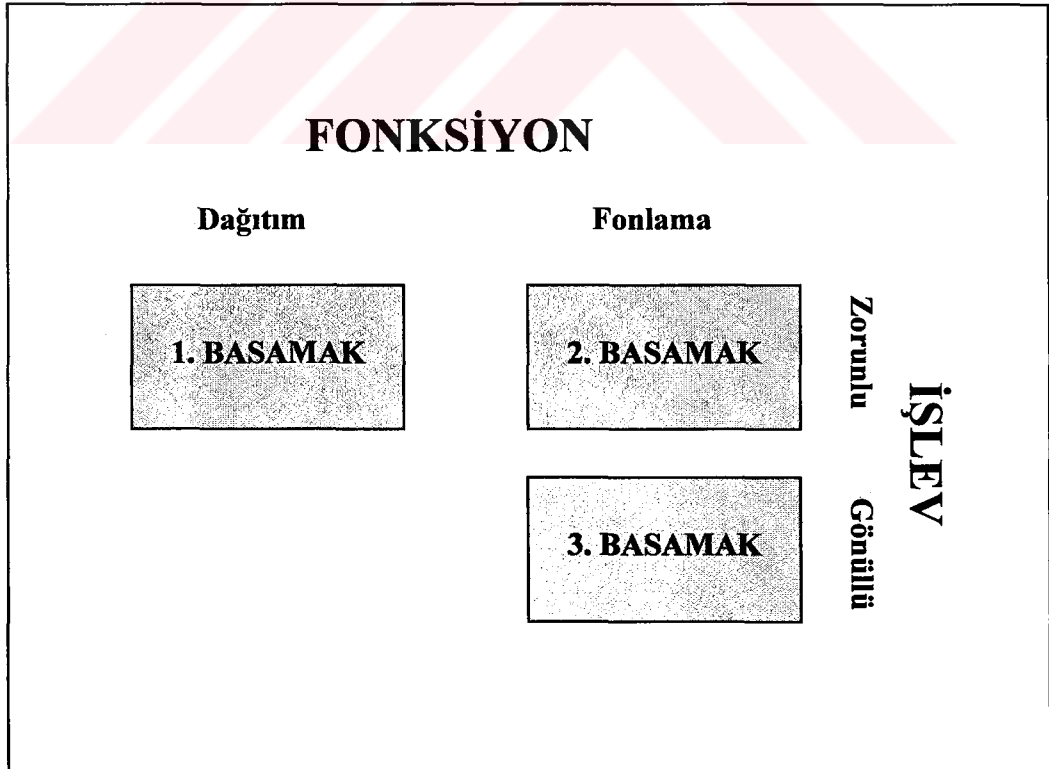 FONKSİYON
Dağıtım Fonlama
1. BASAMAK 2. BASAMAK Zorunlu
İŞLEV
3. BASAMAK Gönüllü